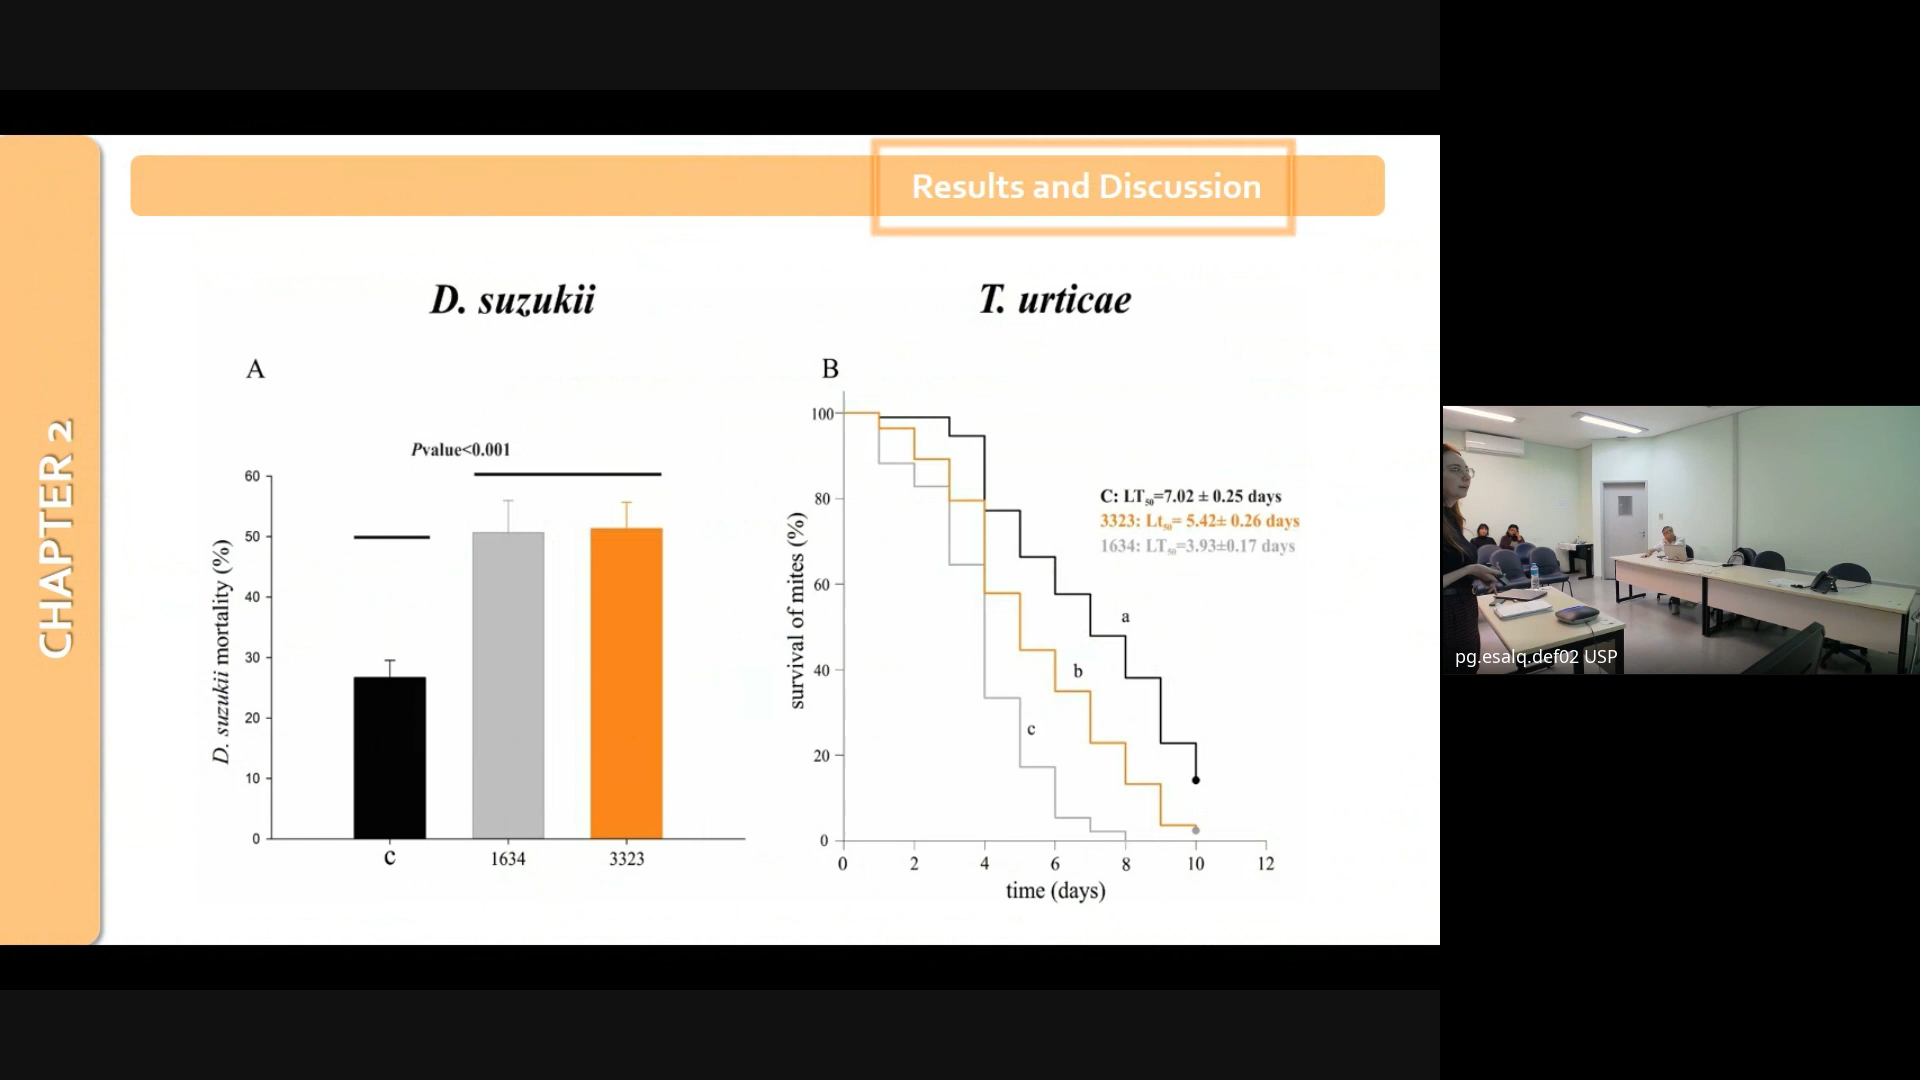 Results and Discussion
CHAPTER 2
D. suzukii
T. urticae
A
Pvalue<0.001
60
50
40
30
20
10
0
D. suzukii mortality (%)
C
1634
3323
B
100
80
60
40
20
0
survival of mites (%)
C: LT₅₀=7.02 ± 0.25 days
3323: Lt₅₀= 5.42± 0.26 days
1634: LT₅₀=3.93±0.17 days
a
b
c
0
2
4
6
8
10
12
time (days)
pg.esalq.def02 USP